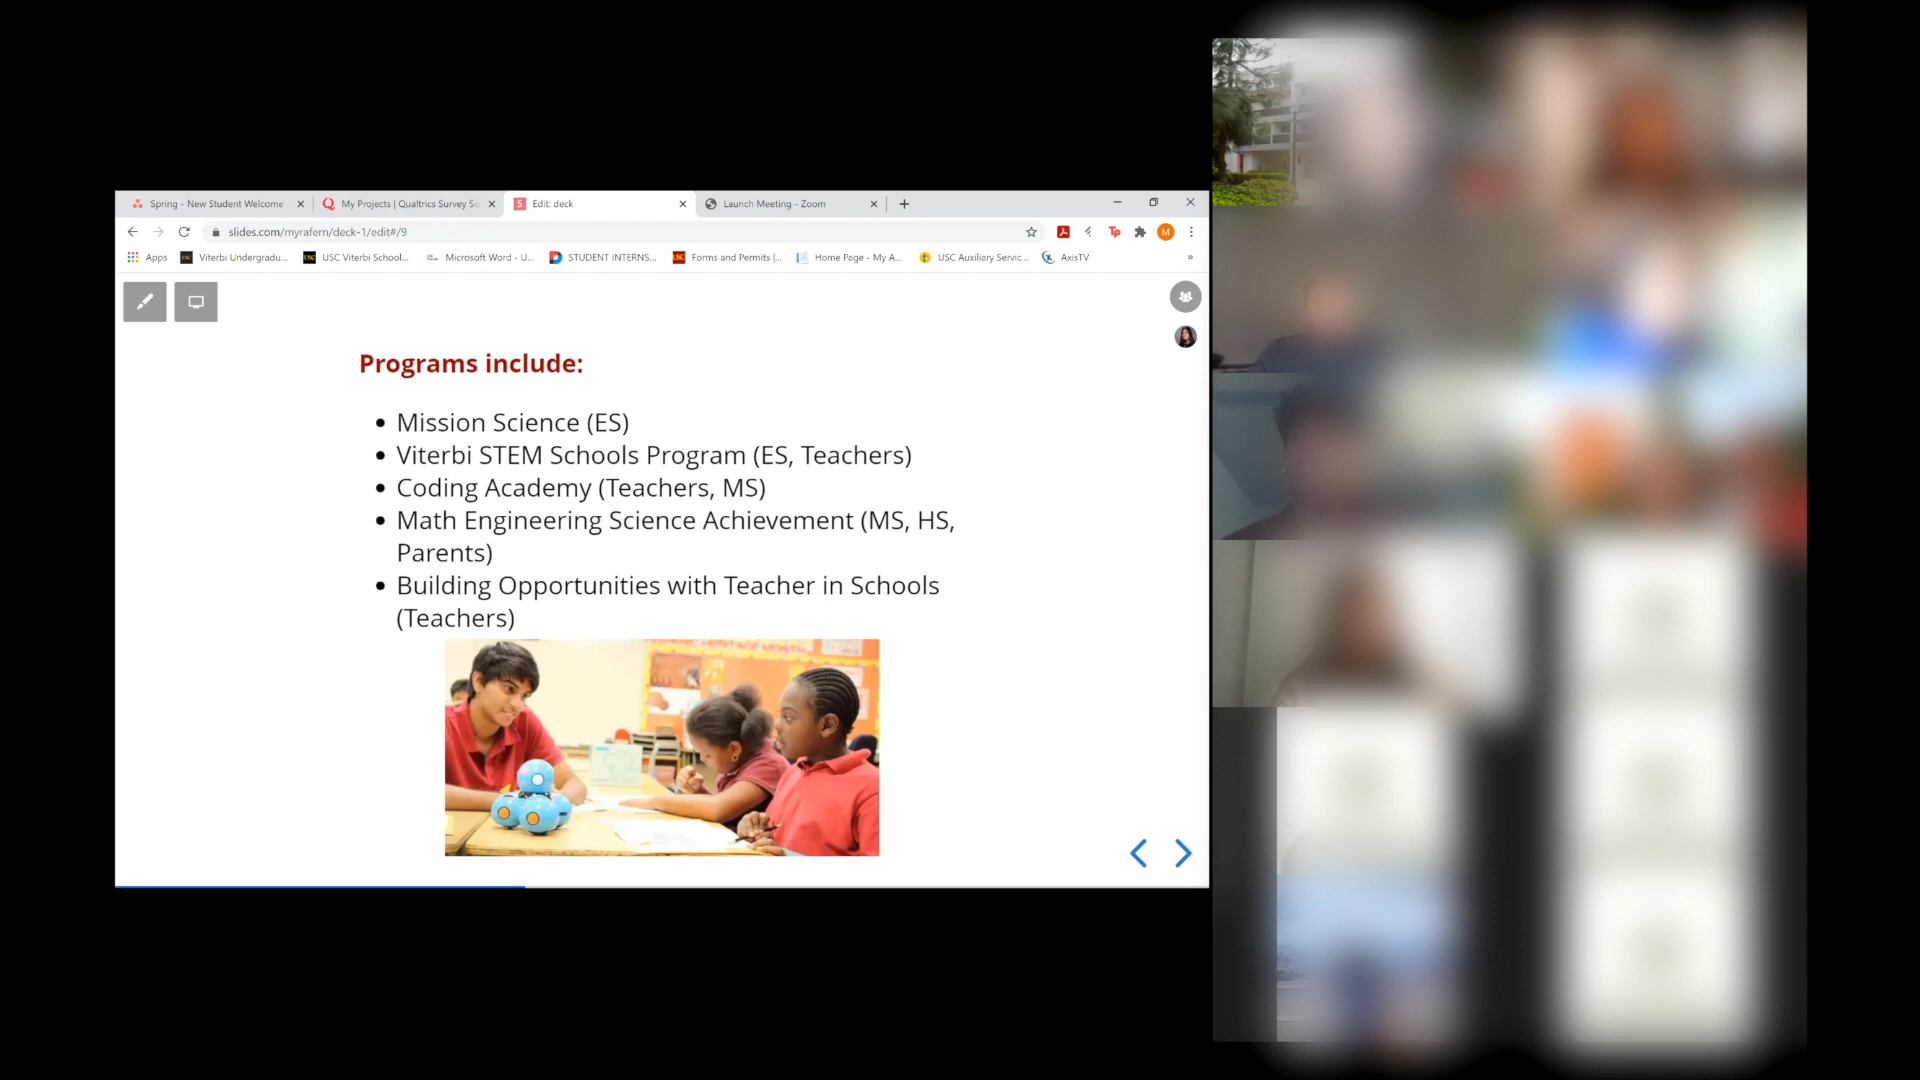 Spring - New Student Welcome
My Projects | Qualtrics Survey So
Edit: deck
Launch Meeting - Zoom
slides.com/myrafern/deck-1/edit#/9
Apps
Viterbi Undergradu...
USC Viterbi School...
Microsoft Word - U...
STUDENT INTERNS...
Forms and Permits |...
Home Page - My A...
USC Auxiliary Servic...
AxisTV
»
Programs include:
• Mission Science (ES)
• Viterbi STEM Schools Program (ES, Teachers)
• Coding Academy (Teachers, MS)
• Math Engineering Science Achievement (MS, HS,
Parents)
• Building Opportunities with Teacher in Schools
(Teachers)